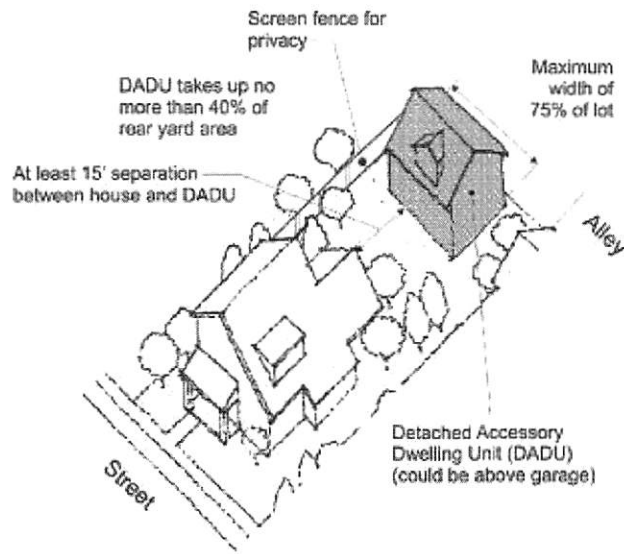 Screen fence for
privacy
DADU takes up no
more than 40% of
rear yard area
Maximum
width of
75% of lot
At least 15' separation
between house and DADU
Alley
Detached Accessory
Dwelling Unit (DADU)
(could be above garage)
Street